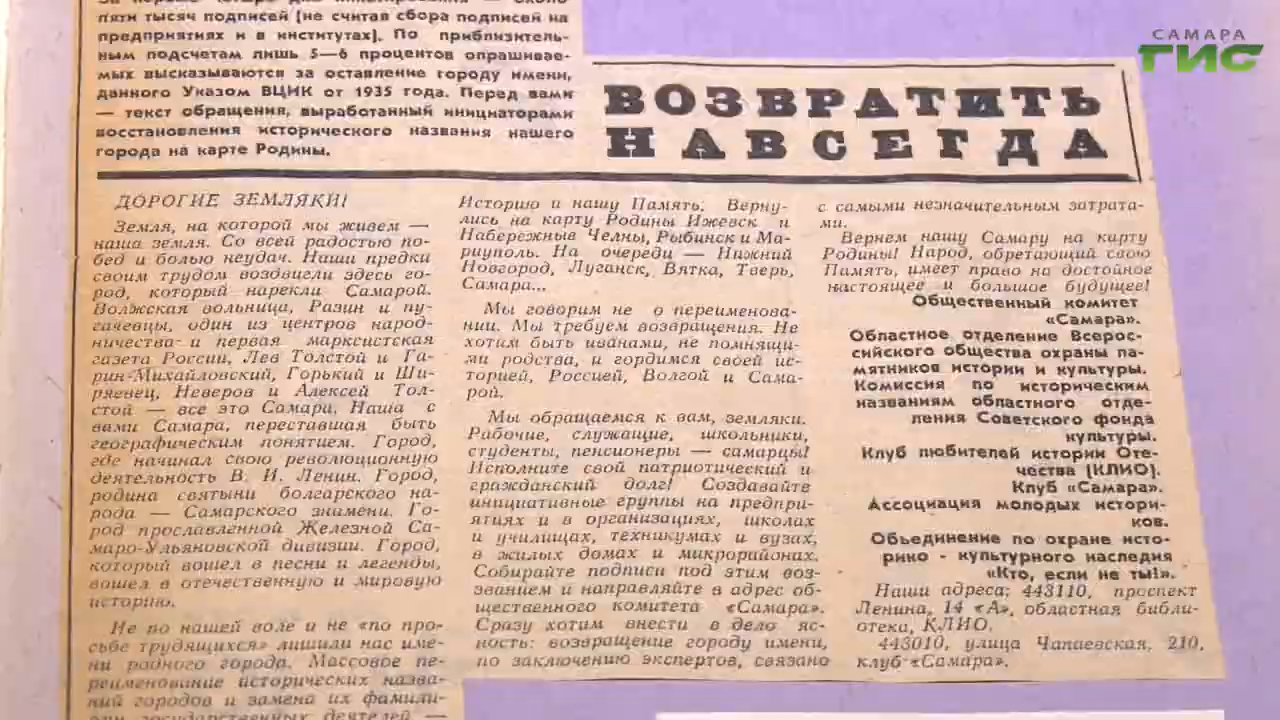 САМАРА
ГИС
пяти тысяч подписей (не считая сбора подписей на
предприятиях и в институтах). По приблизитель-
ным подсчетам лишь 5—6 процентов опрашивае-
мых высказываются за оставление городу имени,
данного Указом ВЦИК от 1935 года. Перед вами
— текст обращения, выработанный инициаторами
восстановления исторического названия нашего
города на карте Родины.
ВОЗВРАТИТЬ
НАВСЕГДА
ДОРОГИЕ ЗЕМЛЯКИ!
Земля, на которой мы живем —
наша земля. Со всей радостью по-
бед и болью неудач. Наши предки
своим трудом воздвигли здесь го-
род, который нарекли Самарой.
Волжская вольница, Разин и пу-
гачевцы, один из центров народ-
ничества и первая марксистская
газета России, Лев Толстой и Га-
рин-Михайловский, Горький и Ши-
ряевец, Неверов и Алексей Тол-
стой — все это Самара. Наша с
вами Самара, переставшая быть
географическим понятием. Город,
где начинал свою революционную
деятельность В. И. Ленин. Город,
родина святыни болгарского на-
рода — Самарского знамени. Го-
род прославленной Железной Са-
маро-Ульяновской дивизии. Город,
который вошел в песни и легенды,
вошел в отечественную и мировую
историю.
Не по нашей воле и не «по про-
сьбе трудящихся» лишили нас име-
ни родного города. Массовое пе-
реименование исторических назва-
ний городов и замена их фамили-
ями государственных деятелей —
Историю и нашу Память. Верну-
лись на карту Родины Ижевск и
Набережные Челны, Рыбинск и Ма-
риуполь. На очереди — Нижний
Новгород, Луганск, Вятка, Тверь,
Самара...
Мы говорим не о переименова-
нии. Мы требуем возвращения. Не
хотим быть иванами, не помнящи-
ми родства, и гордимся своей ис-
торией, Россией, Волгой и Сама-
рой.
Мы обращаемся к вам, земляки.
Рабочие, служащие, школьники,
студенты, пенсионеры — самарцы!
Исполните свой патриотический и
гражданский долг! Создавайте
инициативные группы на предпри-
ятиях и в организациях, школах
и училищах, техникумах и вузах,
в жилых домах и микрорайонах.
Собирайте подписи под этим воз-
званием и направляйте в адрес об-
щественного комитета «Самара».
Сразу хотим внести в дело яс-
ность: возвращение городу имени,
по заключению экспертов, связано
с самыми незначительным затрата-
ми.
Вернем нашу Самару на карту
Родины! Народ, обретающий свою
Память, имеет право на достойное
настоящее и большое будущее!
Общественный комитет
«Самара».
Областное отделение Всерос-
сийского общества охраны па-
мятников истории и культуры.
Комиссия по историческим
названиям областного отде-
ления Советского фонда
культуры.
Клуб любителей истории Оте-
чества (КЛИО).
Клуб «Самара».
Ассоциация молодых истори-
ков.
Объединение по охране исто-
рико - культурного наследия
«Кто, если не ты!».
Наши адреса: 443110, проспект
Ленина, 14 «А», областная библи-
отека, КЛИО.
443010, улица Чапаевская, 210,
клуб «Самара».